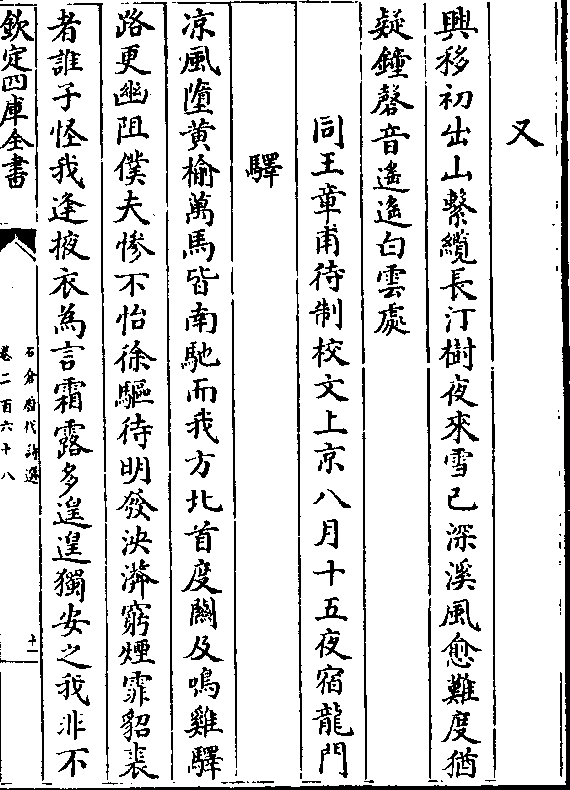 又
興移初出山繫纜長汀樹夜來雪已深溪風愈難度猶
疑鐘磬音遙遙白雲處
同王章甫待制校文上京八月十五夜宿龍門
驛
凉風墮黄榆萬馬皆南馳而我方北首度關及鳴雞驛
路更幽阻僕夫慘不怡徐驅待明發泱漭窮煙霏貂裘
者誰子怪我逢掖衣為言霜露多遑遑獨安之我非不
欽定四庫全書
石倉歴代詩選
卷二百六十八
十一